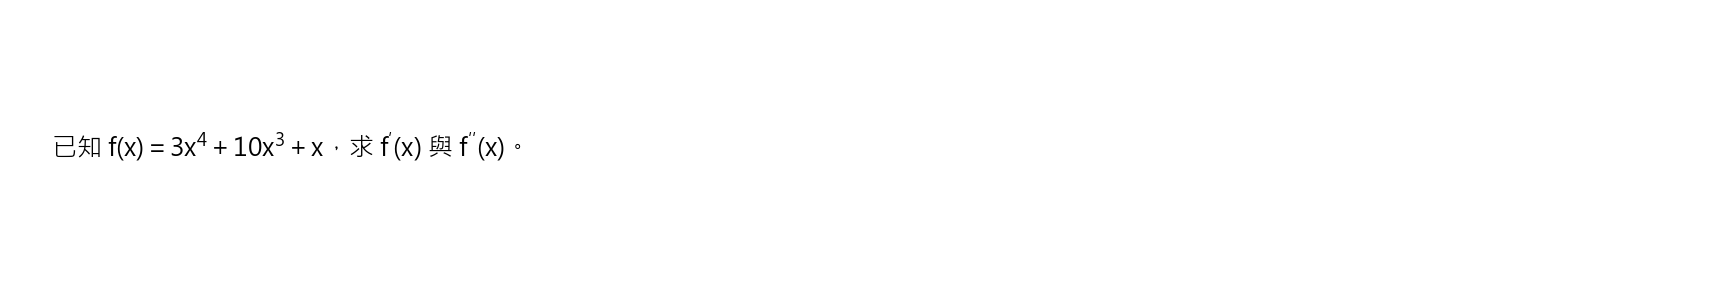 已知 f(x) = 3x⁴ + 10x³ + x，求 f′(x) 與 f′′(x)。